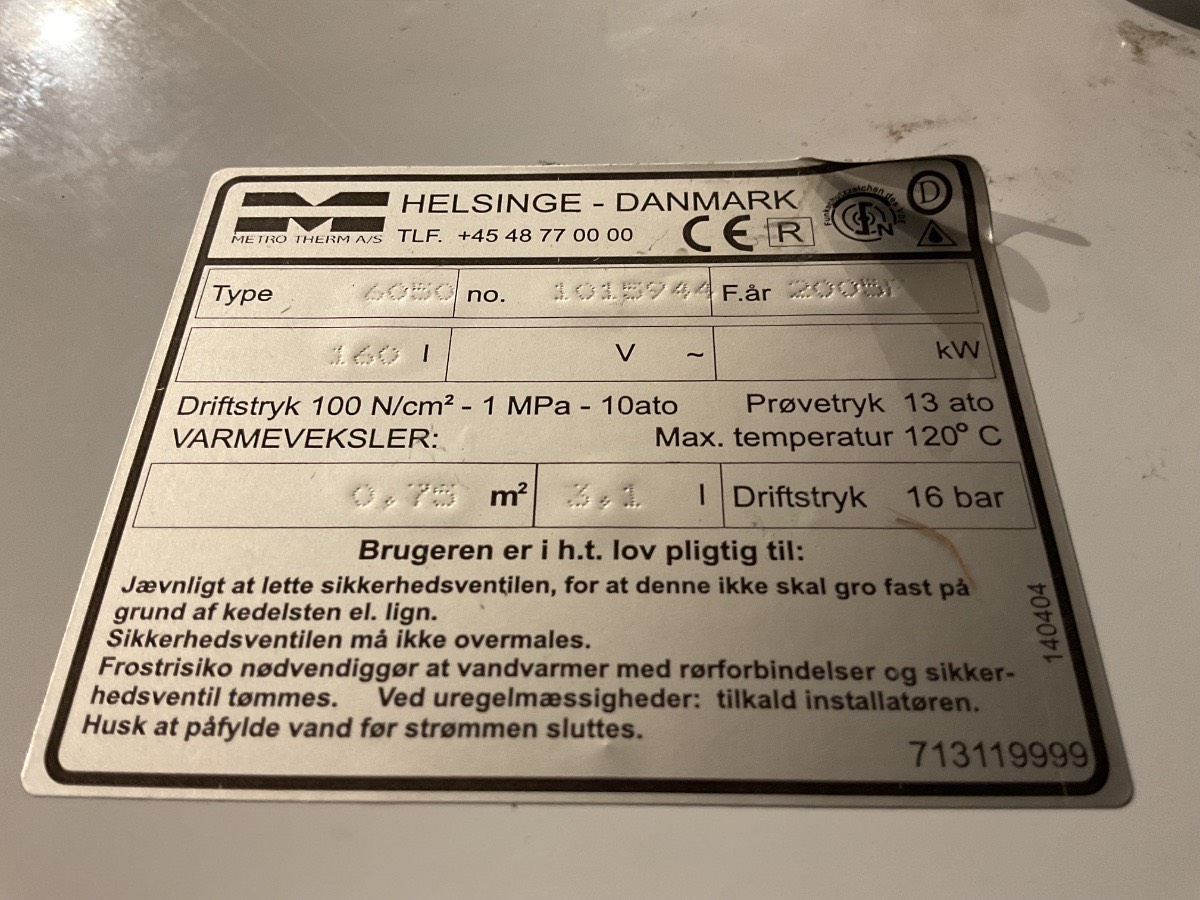 HELSINGE - DANMARK
METRO THERM A/S TLF. +45 48 77 00 00 CE R D
Type 6050 no. 1015944 F.år 2005
160 l V ~ kW
Driftstryk 100 N/cm² - 1 MPa - 10ato Prøvetryk 13 ato
VARMEVEKSLER: Max. temperatur 120° C
0,75 m² 3,1 l Driftstryk 16 bar
Brugeren er i h.t. lov pligtig til:
Jævnligt at lette sikkerhedsventilen, for at denne ikke skal gro fast på
grund af kedelsten el. lign.
Sikkerhedsventilen må ikke overmales.
Frostrisiko nødvendiggør at vandvarmer med rørforbindelser og sikker-
hedsventil tømmes. Ved uregelmæssigheder: tilkald installatøren.
Husk at påfylde vand før strømmen sluttes.
140404
713119999